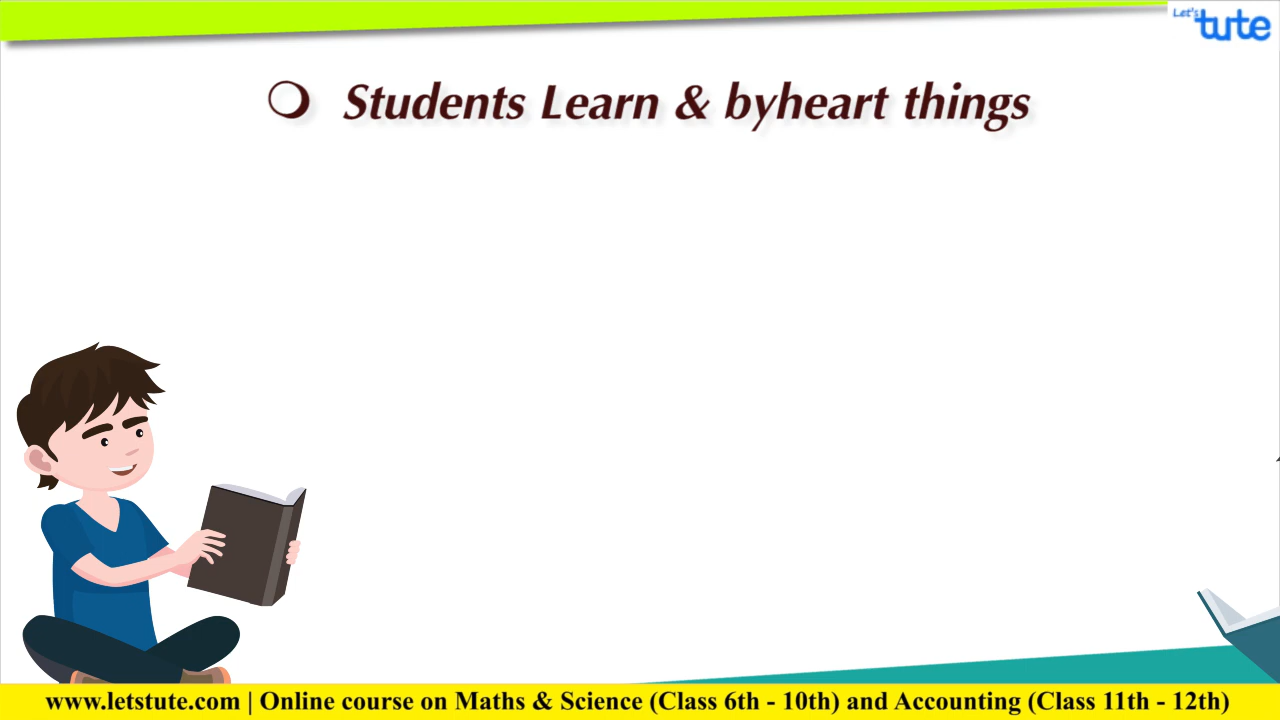 Let's
tute
Students Learn & byheart things
www.letstute.com | Online course on Maths & Science (Class 6th - 10th) and Accounting (Class 11th - 12th)